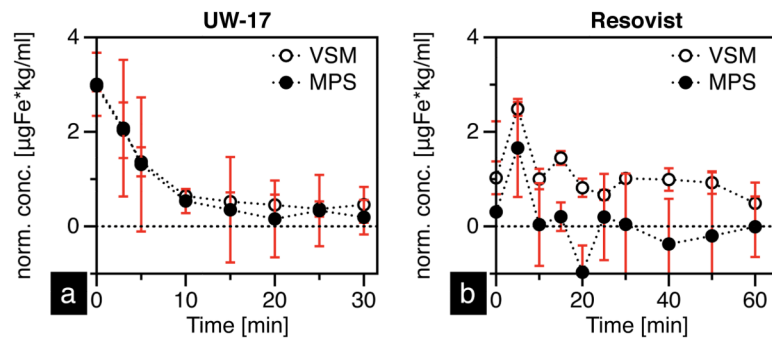 UW-17
norm. conc. [µgFe*kg/ml]
4
2
0
VSM
MPS
a
0
10
20
30
Time [min]
Resovist
norm. conc. [µgFe*kg/ml]
4
2
0
VSM
MPS
b
0
20
40
60
Time [min]